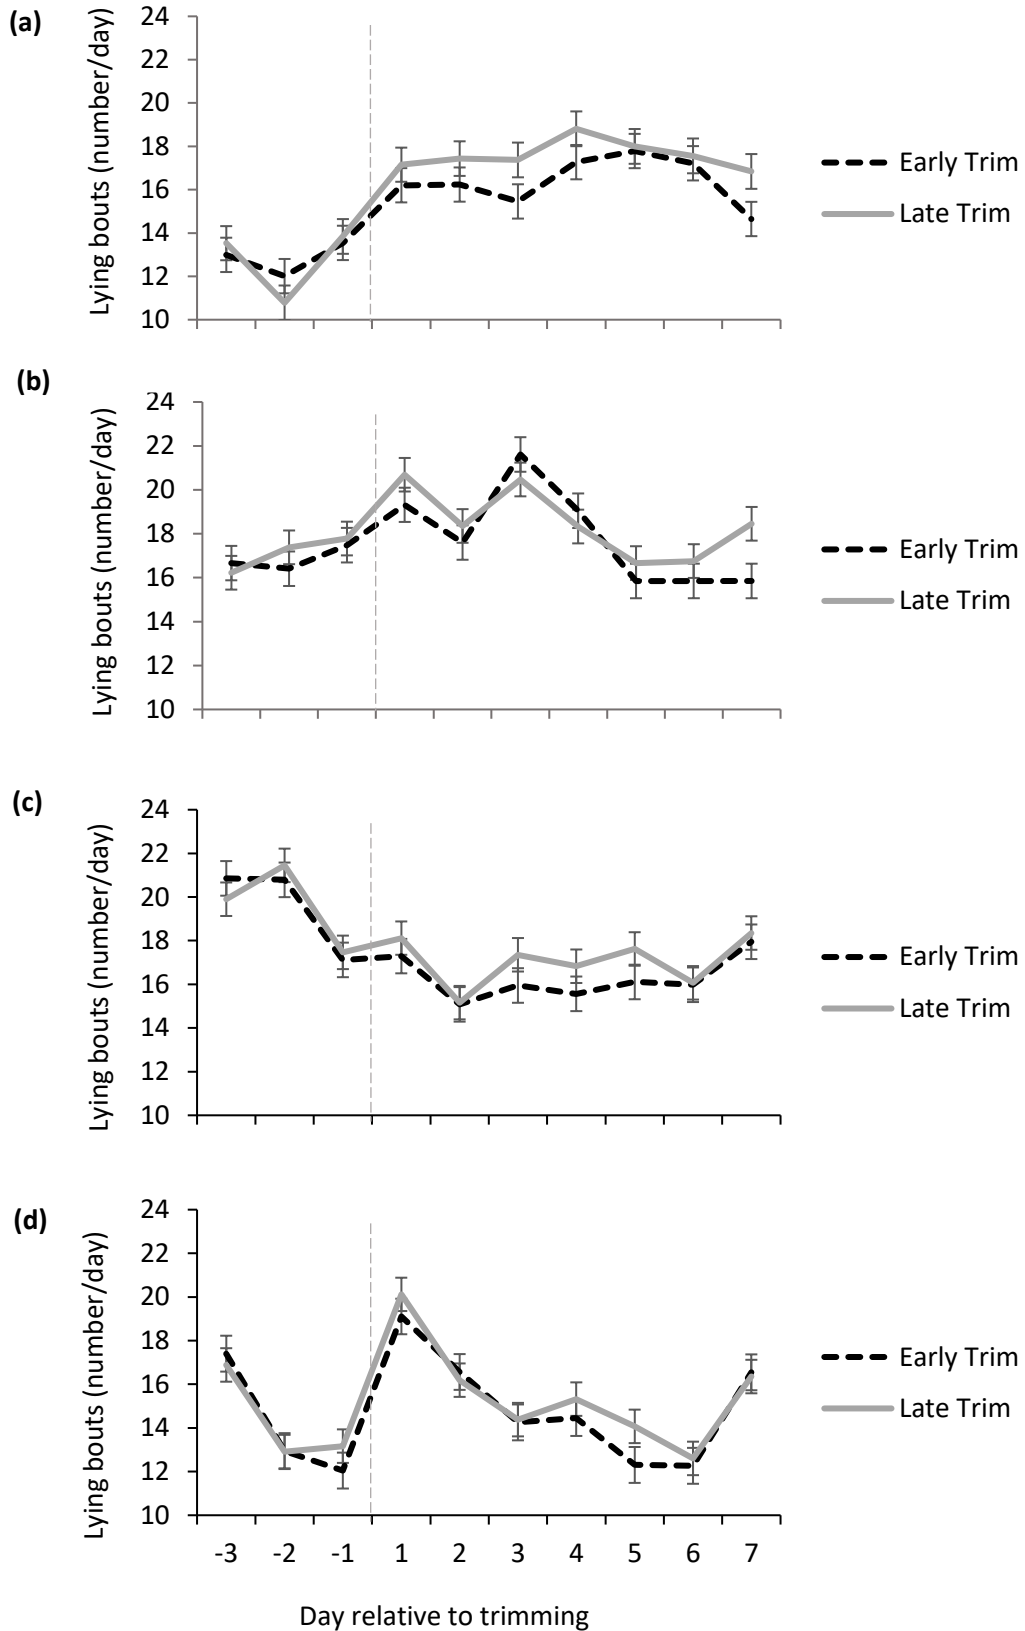 (a)
Lying bouts (number/day)
24
22
20
18
16
14
12
10
Early Trim
Late Trim
(b)
Lying bouts (number/day)
24
22
20
18
16
14
12
10
Early Trim
Late Trim
(c)
Lying bouts (number/day)
24
22
20
18
16
14
12
10
Early Trim
Late Trim
(d)
Lying bouts (number/day)
24
22
20
18
16
14
12
10
Early Trim
Late Trim
-3 -2 -1 1 2 3 4 5 6 7
Day relative to trimming